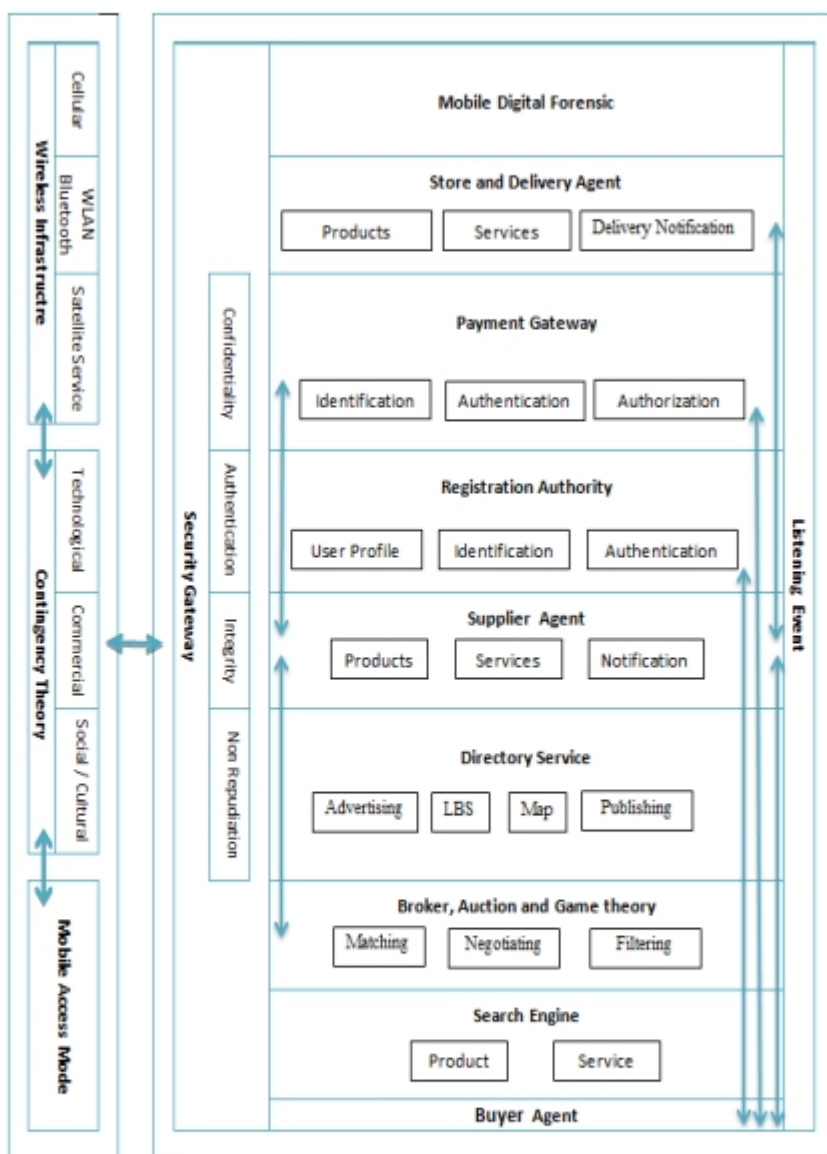 Wireless Infrastructre
Cellular
WLAN
Bluetooth
Satellite Service
Contingency Theory
Technological
Commercial
Social / Cultural
Mobile Access Mode
Security Gateway
Confidentiality
Authentication
Integrity
Non Repudiation
Mobile Digital Forensic
Store and Delivery Agent
Products Services Delivery Notification
Payment Gateway
Identification Authentication Authorization
Registration Authority
User Profile Identification Authentication
Supplier Agent
Products Services Notification
Directory Service
Advertising LBS Map Publishing
Broker, Auction and Game theory
Matching Negotiating Filtering
Search Engine
Product Service
Buyer Agent
Listening Event